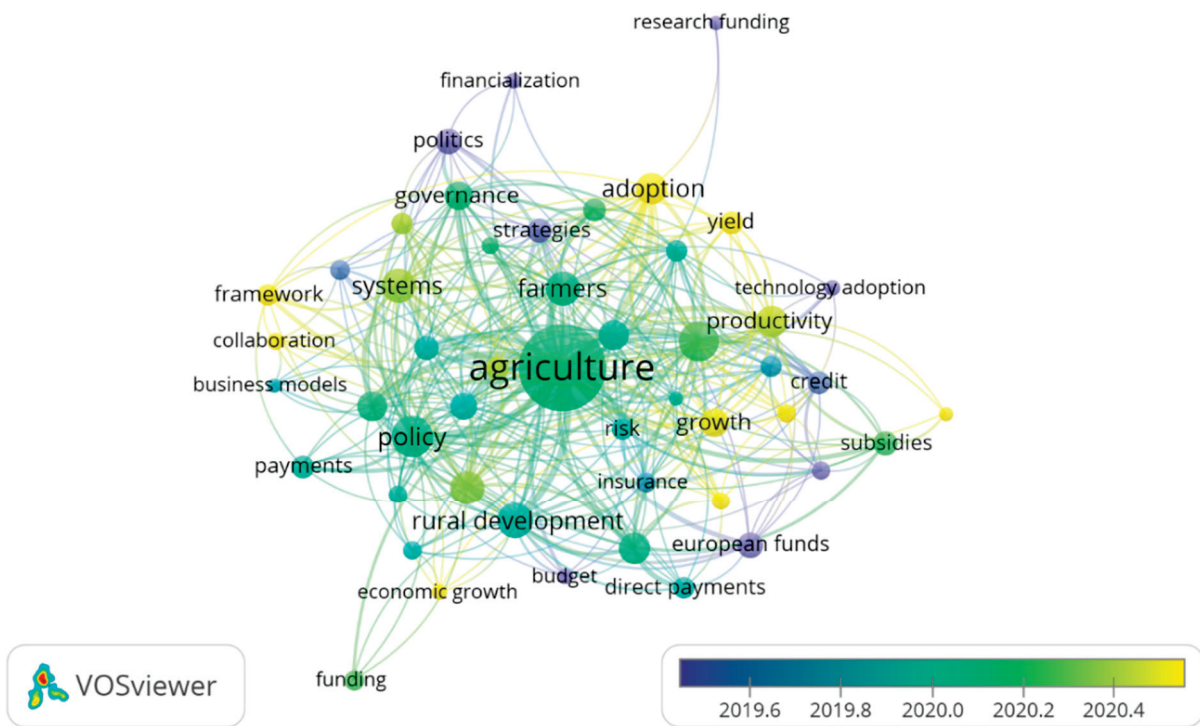 research funding
financialization
politics
adoption
governance
yield
strategies
systems
farmers
technology adoption
framework
productivity
collaboration
agriculture
business models
credit
growth
risk
policy
subsidies
payments
insurance
rural development
european funds
budget
direct payments
economic growth
funding
VOSviewer
2019.6 2019.8 2020.0 2020.2 2020.4